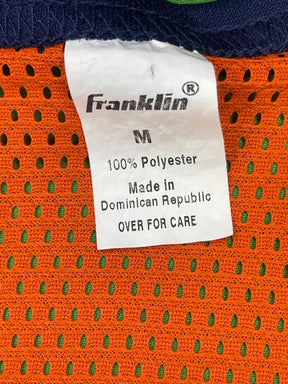 Franklin®
M
100% Polyester
Made in
Dominican Republic
OVER FOR CARE